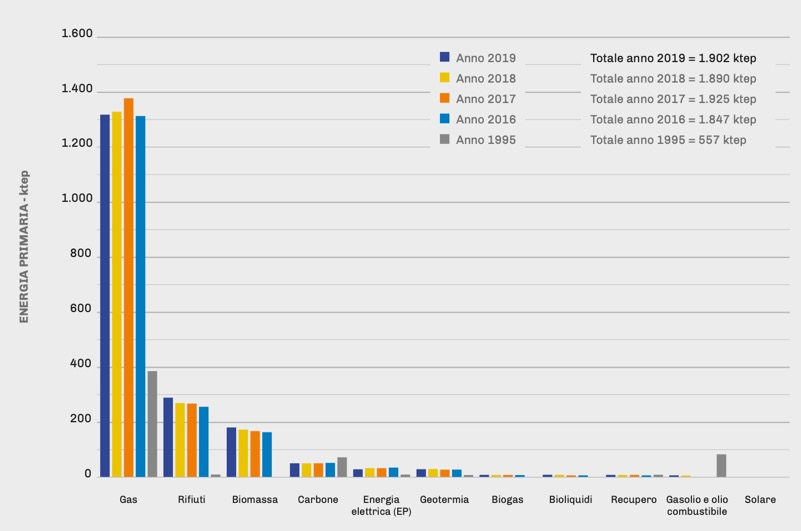 1.600
1.400
1.200
1.000
800
600
400
200
0
ENERGIA PRIMARIA - ktep
Anno 2019 Totale anno 2019 = 1.902 ktep
Anno 2018 Totale anno 2018 = 1.890 ktep
Anno 2017 Totale anno 2017 = 1.925 ktep
Anno 2016 Totale anno 2016 = 1.847 ktep
Anno 1995 Totale anno 1995 = 557 ktep
Gas
Rifiuti
Biomassa
Carbone
Energia
elettrica (EP)
Geotermia
Biogas
Bioliquidi
Recupero
Gasolio e olio
combustibile
Solare